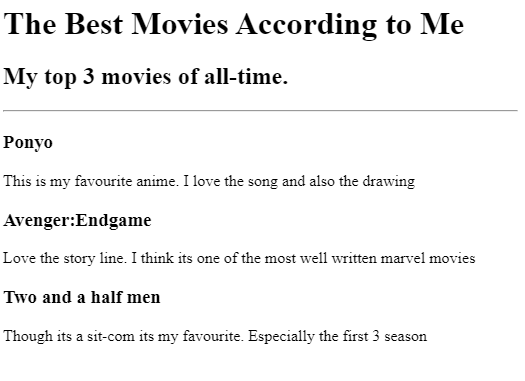 The Best Movies According to Me
My top 3 movies of all-time.
Ponyo
This is my favourite anime. I love the song and also the drawing
Avenger:Endgame
Love the story line. I think its one of the most well written marvel movies
Two and a half men
Though its a sit-com its my favourite. Especially the first 3 season